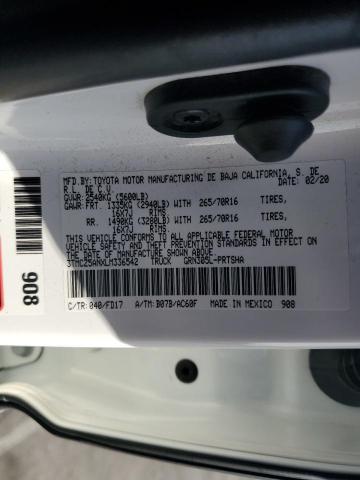 MFD.BY:TOYOTA MOTOR MANUFACTURING DE BAJA CALIFORNIA, S. DE
R.L. DE C.V. 02/20
GVWR:2540KG (5600LB)
GAWR:FRT. 1335KG (2940LB) WITH 265/70R16 TIRES,
16X7J RIMS
RR. 1490KG (3280LB) WITH 265/70R16 TIRES,
16X7J RIMS
THIS VEHICLE CONFORMS TO ALL APPLICABLE FEDERAL MOTOR
VEHICLE SAFETY AND THEFT PREVENTION STANDARDS IN EFFECT ON
THE DATE OF MANUFACTURE SHOWN ABOVE.
3TMCZ5ANXLM336542 TRUCK GRN305L-PRTSHA
C/TR:040/FD17 A/TM:B07B/AC60F MADE IN MEXICO 908
908